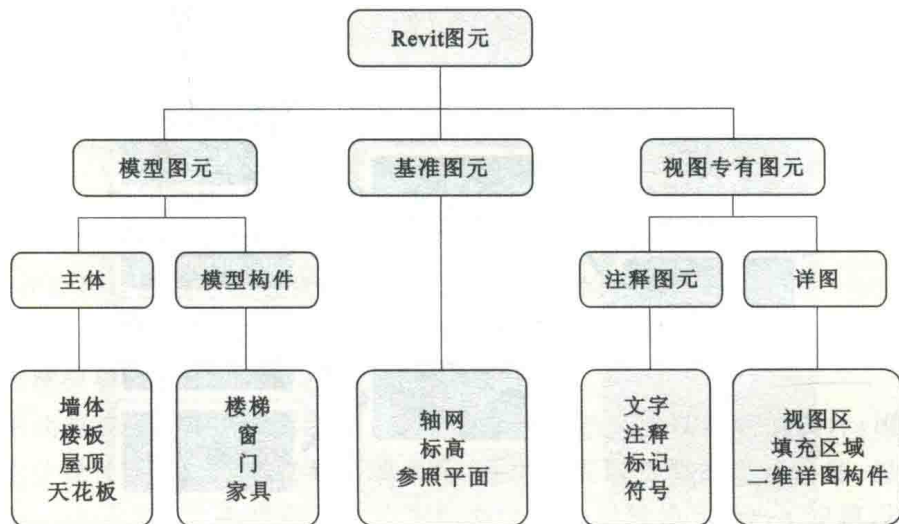 Revit图元
模型图元
基准图元
视图专有图元
主体
模型构件
注释图元
详图
墙体
楼板
屋顶
天花板
楼梯
窗
门
家具
轴网
标高
参照平面
文字
注释
标记
符号
视图区
填充区域
二维详图构件